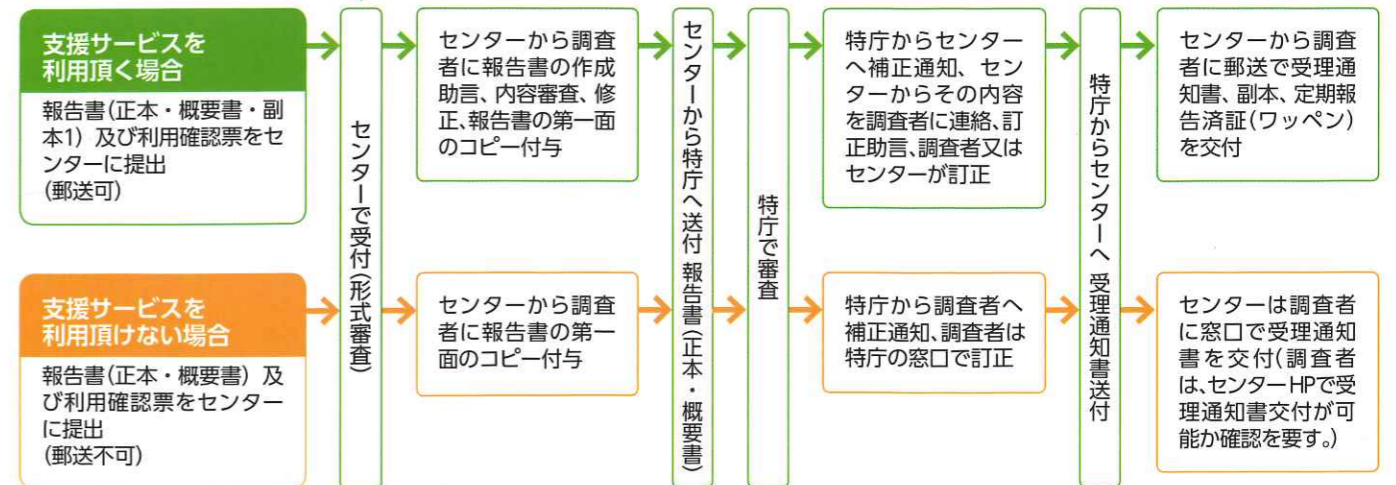 支援サービスを
利用頂く場合
報告書(正本・概要書・副
本1) 及び利用確認票をセ
ンターに提出
(郵送可)
センターで受付(形式審査)
センターから調査
者に報告書の作成
助言、内容審査、修
正、報告書の第一面
のコピー付与
センターから特庁へ送付 報告書(正本・概要書)
特庁で審査
特庁からセンター
へ補正通知、セン
ターからその内容
を調査者に連絡、訂
正助言、調査者又は
センターが訂正
特庁からセンターへ 受理通知書送付
センターから調査
者に郵送で受理通
知書、副本、定期報
告済証(ワッペン)
を交付
支援サービスを
利用頂けない場合
報告書(正本・概要書) 及
び利用確認票をセンター
に提出
(郵送不可)
センターから調査
者に報告書の第一
面のコピー付与
特庁から調査者へ
補正通知、調査者は
特庁の窓口で訂正
センターは調査者
に窓口で受理通知
書を交付(調査者
は、センターHPで受
理通知書交付が可
能か確認を要す。)